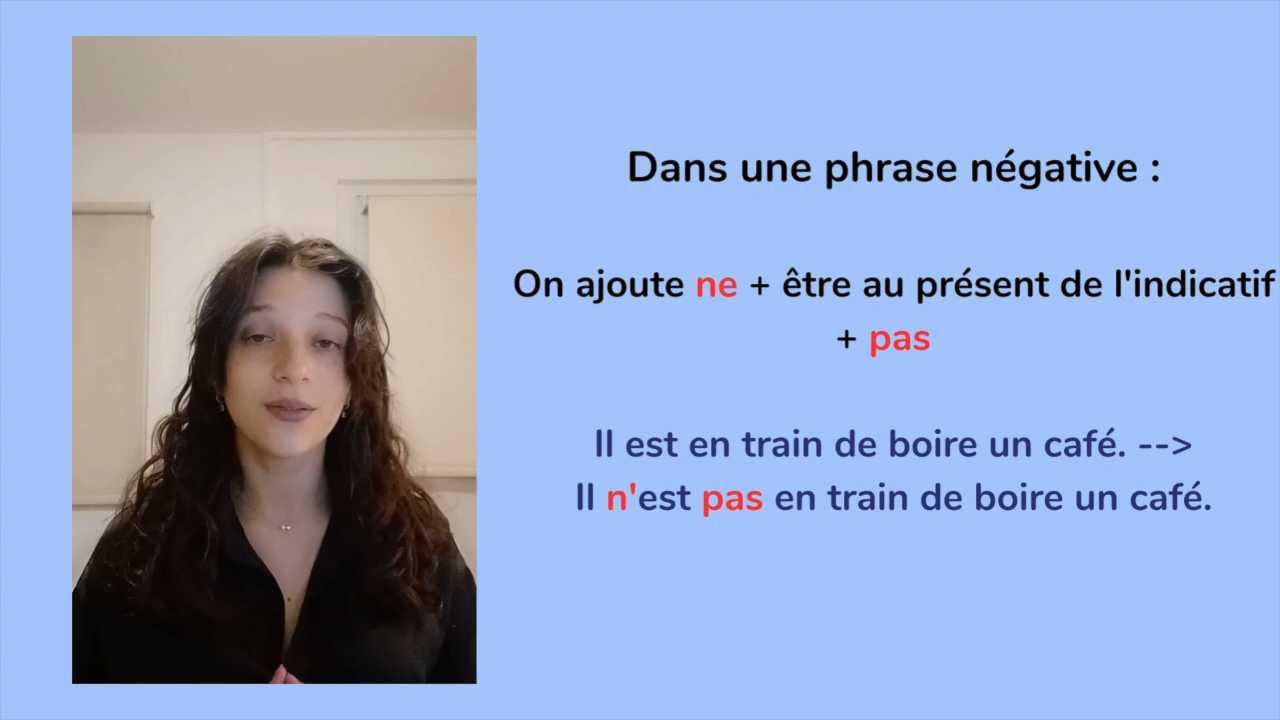 Dans une phrase négative :
On ajoute ne + être au présent de l'indicatif
+ pas
Il est en train de boire un café. -->
Il n'est pas en train de boire un café.